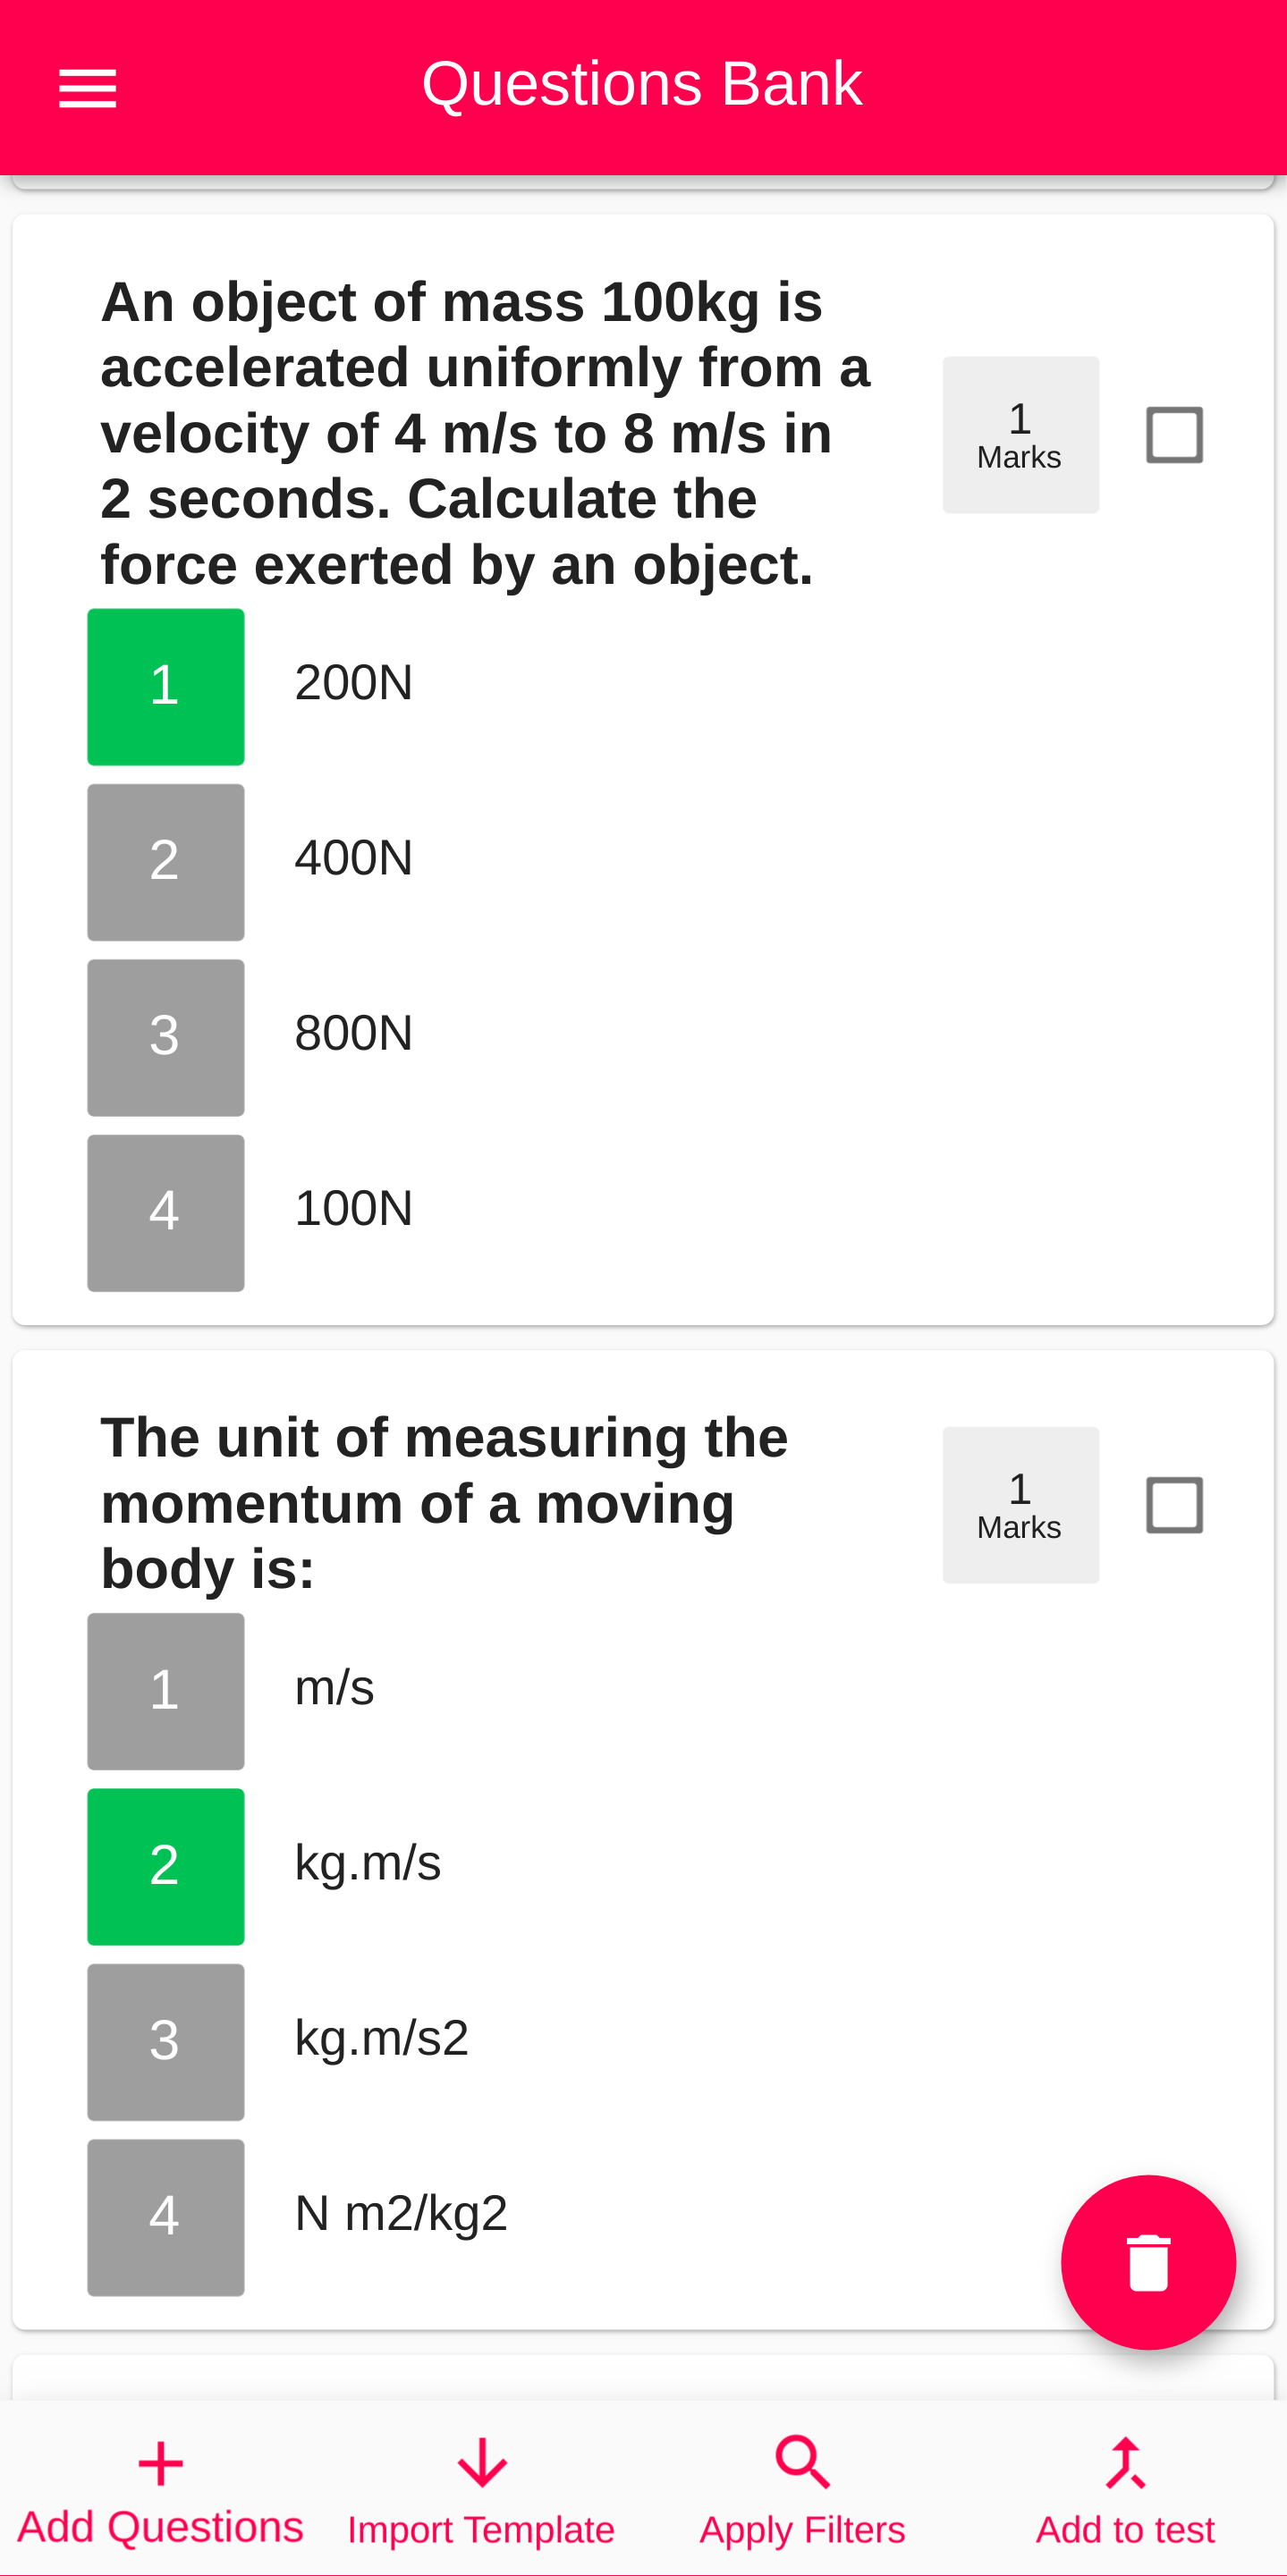 Questions Bank
An object of mass 100kg is
accelerated uniformly from a
velocity of 4 m/s to 8 m/s in
2 seconds. Calculate the
force exerted by an object.
1
Marks
1
200N
2
400N
3
800N
4
100N
The unit of measuring the
momentum of a moving
body is:
1
Marks
1
m/s
2
kg.m/s
3
kg.m/s2
4
N m2/kg2
Add Questions
Import Template
Apply Filters
Add to test